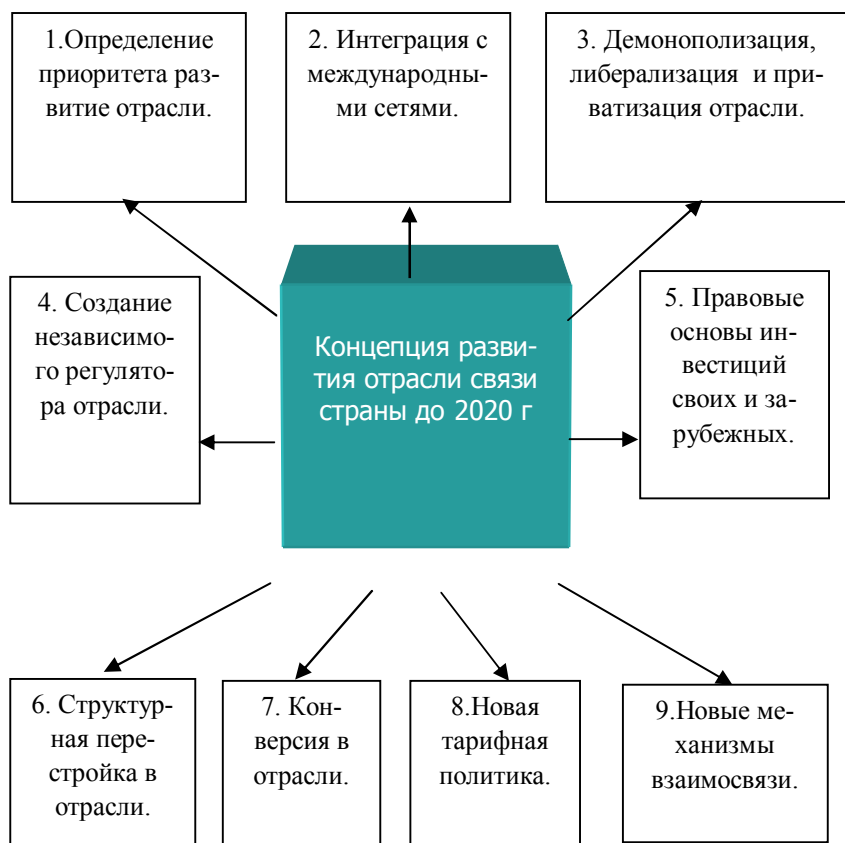 1.Определение
приоритета раз-
витие отрасли.
2. Интеграция с
международны-
ми сетями.
3. Демонополизация,
либерализация и при-
ватизация отрасли.
4. Создание
независимо-
го регулято-
ра отрасли.
Концепция разви-
тия отрасли связи
страны до 2020 г
5. Правовые
основы ин-
вестиций
своих и за-
рубежных.
6. Структур-
ная пере-
стройка в
отрасли.
7. Кон-
версия в
отрасли.
8.Новая
тарифная
политика.
9.Новые ме-
ханизмы
взаимосвязи.